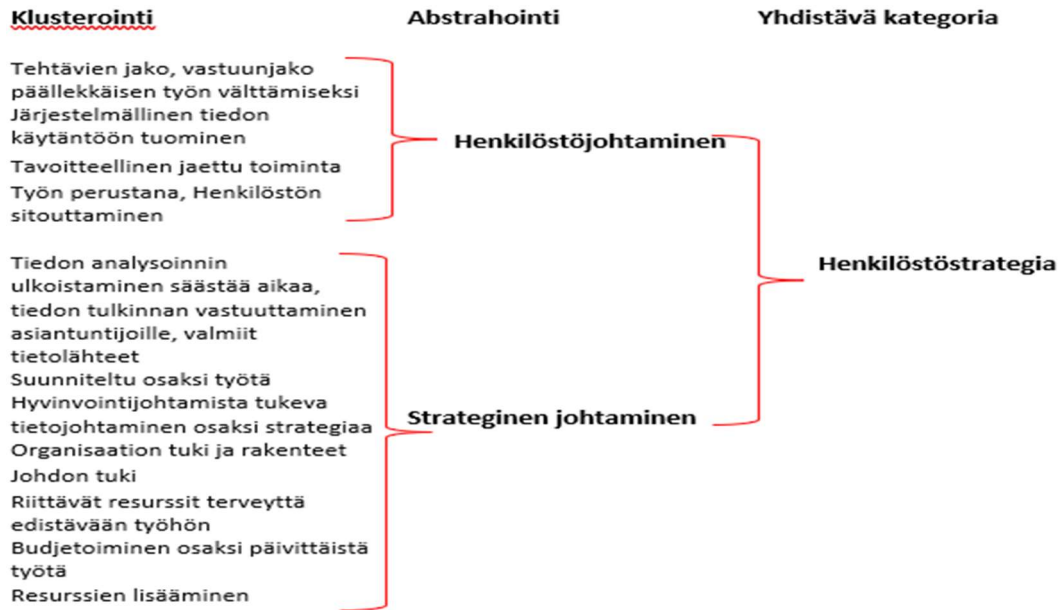 Klusterointi
Abstrahointi
Yhdistävä kategoria
Tehtävien jako, vastuunjako
päällekkäisen työn välttämiseksi
Järjestelmällinen tiedon
käytäntöön tuominen
Tavoitteellinen jaettu toiminta
Työn perustana, Henkilöstön
sitouttaminen
Henkilöstöjohtaminen
Tiedon analysoinnin
ulkoistaminen säästää aikaa,
tiedon tulkinnan vastuuttaminen
asiantuntijoille, valmiit
tietolähteet
Suunniteltu osaksi työtä
Hyvinvointijohtamista tukeva
tietojohtaminen osaksi strategiaa
Organisaation tuki ja rakenteet
Johdon tuki
Riittävät resurssit terveyttä
edistävään työhön
Budjetoiminen osaksi päivittäistä
työtä
Resurssien lisääminen
Strateginen johtaminen
Henkilöstöstrategia